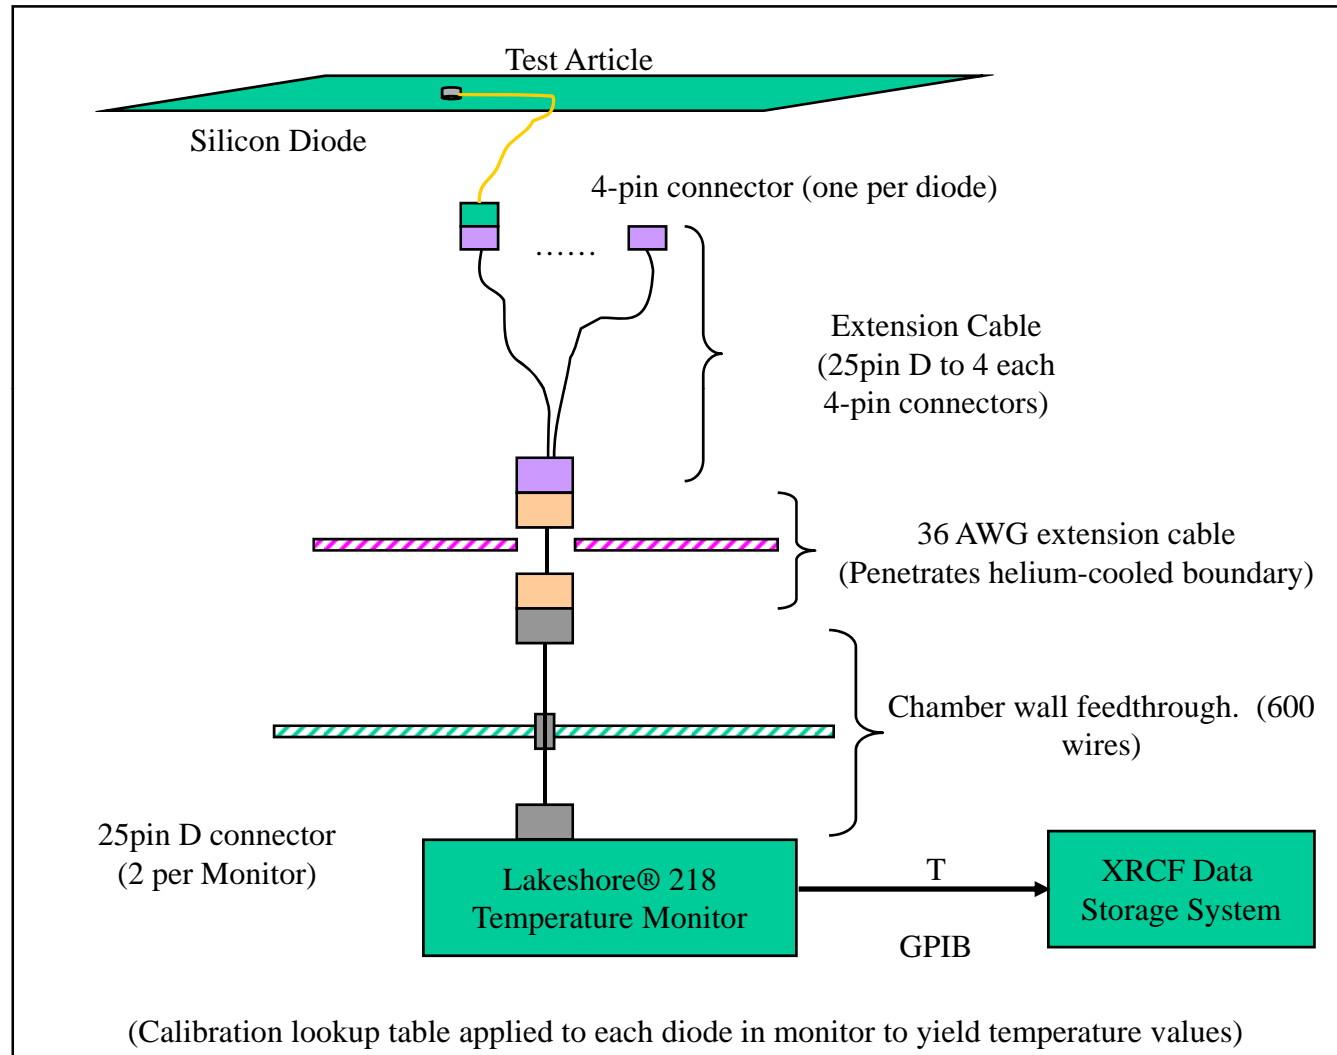 Test Article
Silicon Diode
4-pin connector (one per diode)
......
Extension Cable
(25pin D to 4 each
4-pin connectors)
36 AWG extension cable
(Penetrates helium-cooled boundary)
Chamber wall feedthrough.  (600
wires)
25pin D connector
(2 per Monitor)
Lakeshore® 218
Temperature Monitor
T
GPIB
XRCF Data
Storage System
(Calibration lookup table applied to each diode in monitor to yield temperature values)